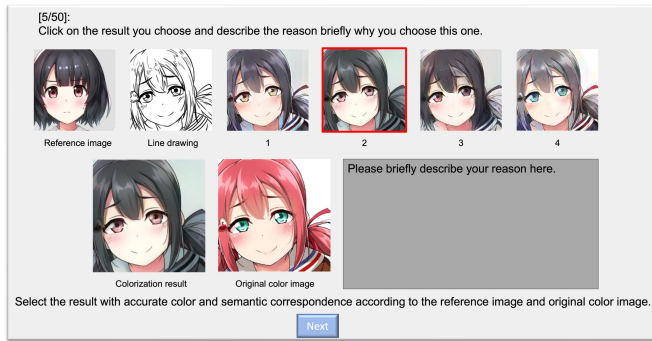 [5/50]:
Click on the result you choose and describe the reason briefly why you choose this one.
Reference image
Line drawing
1
2
3
4
Please briefly describe your reason here.
Colorization result
Original color image
Select the result with accurate color and semantic correspondence according to the reference image and original color image.
Next